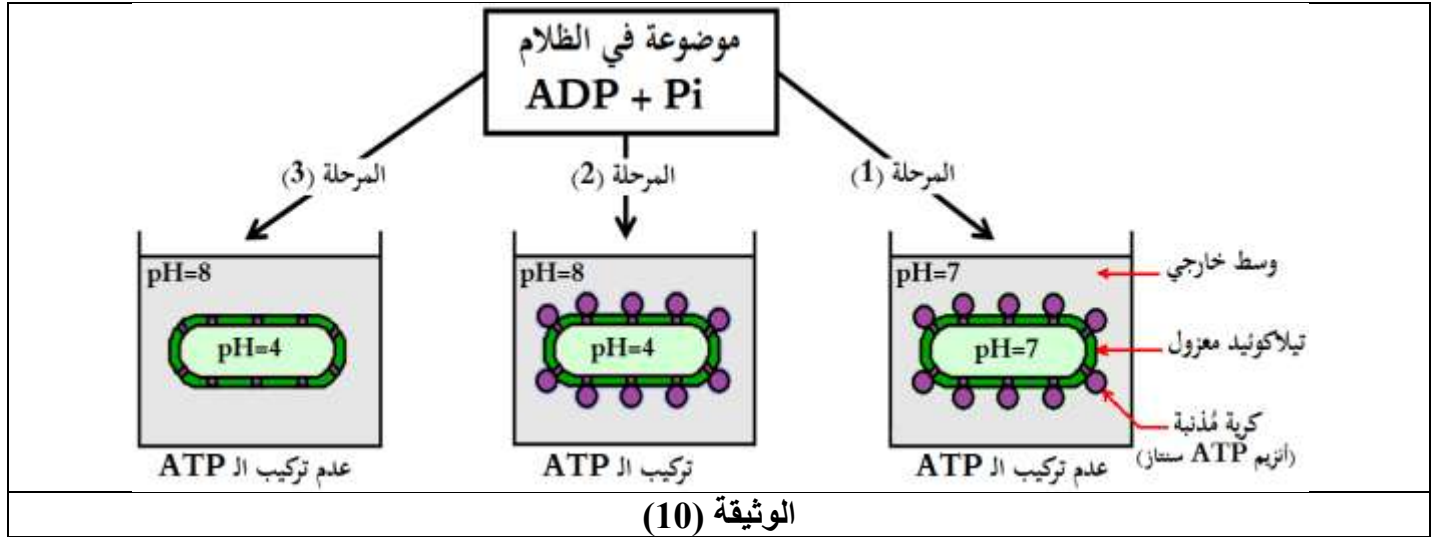 موضوعة في الظلام
ADP + Pi
المرحلة (1)
المرحلة (2)
المرحلة (3)
pH=7
pH=7
وسط خارجي
تيلاكوئيد معزول
كرية مُذنبة
(أنزيم ATP سنتاز)
عدم تركيب الـ ATP
pH=8
pH=4
تركيب الـ ATP
pH=8
pH=4
عدم تركيب الـ ATP
الوثيقة (10)